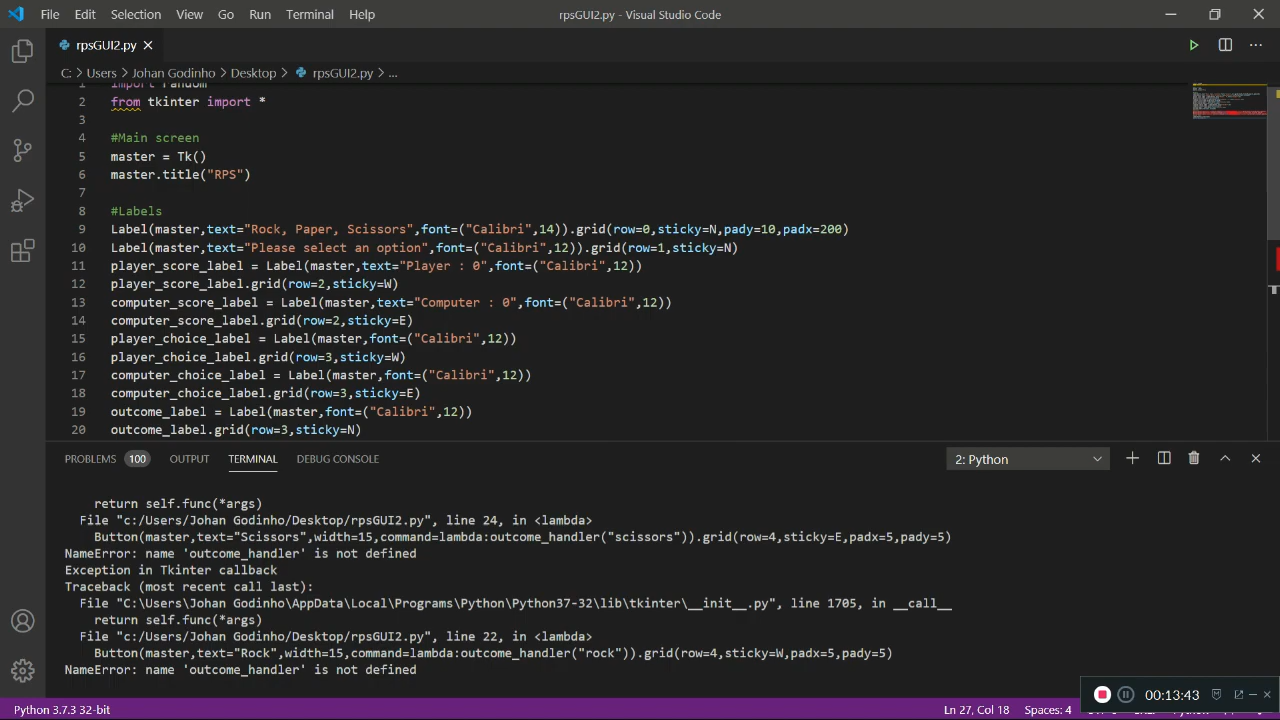 File Edit Selection View Go Run Terminal Help rpsGUI2.py - Visual Studio Code
rpsGUI2.py
C: > Users > Johan Godinho > Desktop > rpsGUI2.py > ...
1 import random
2 from tkinter import *
3
4 #Main screen
5 master = Tk()
6 master.title("RPS")
7
8 #Labels
9 Label(master,text="Rock, Paper, Scissors",font=("Calibri",14)).grid(row=0,sticky=N,pady=10,padx=200)
10 Label(master,text="Please select an option",font=("Calibri",12)).grid(row=1,sticky=N)
11 player_score_label = Label(master,text="Player : 0",font=("Calibri",12))
12 player_score_label.grid(row=2,sticky=W)
13 computer_score_label = Label(master,text="Computer : 0",font=("Calibri",12))
14 computer_score_label.grid(row=2,sticky=E)
15 player_choice_label = Label(master,font=("Calibri",12))
16 player_choice_label.grid(row=3,sticky=W)
17 computer_choice_label = Label(master,font=("Calibri",12))
18 computer_choice_label.grid(row=3,sticky=E)
19 outcome_label = Label(master,font=("Calibri",12))
20 outcome_label.grid(row=3,sticky=N)
PROBLEMS 100 OUTPUT TERMINAL DEBUG CONSOLE 2: Python
return self.func(*args)
File "c:/Users/Johan Godinho/Desktop/rpsGUI2.py", line 24, in <lambda>
Button(master,text="Scissors",width=15,command=lambda:outcome_handler("scissors")).grid(row=4,sticky=E,padx=5,pady=5)
NameError: name 'outcome_handler' is not defined
Exception in Tkinter callback
Traceback (most recent call last):
File "C:\Users\Johan Godinho\AppData\Local\Programs\Python\Python37-32\lib\tkinter\__init__.py", line 1705, in __call__
return self.func(*args)
File "c:/Users/Johan Godinho/Desktop/rpsGUI2.py", line 22, in <lambda>
Button(master,text="Rock",width=15,command=lambda:outcome_handler("rock")).grid(row=4,sticky=W,padx=5,pady=5)
NameError: name 'outcome_handler' is not defined
00:13:43
Python 3.7.3 32-bit Ln 27, Col 18 Spaces: 4